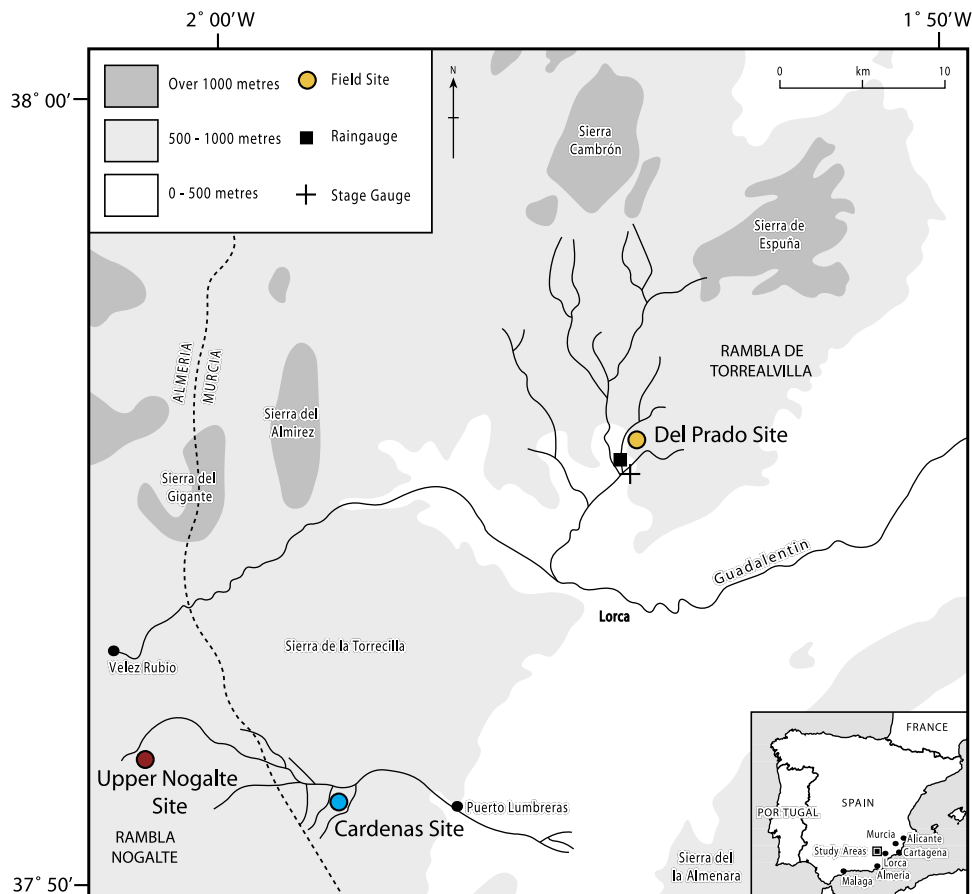 2° 00'W
1° 50'W
38° 00'
Over 1000 metres
Field Site
500 - 1000 metres
Raingauge
0 - 500 metres
Stage Gauge
N
0 km 10
Sierra
Cambrón
Sierra de
Espuña
ALMERIA
MURCIA
RAMBLA DE
TORREALVILLA
Sierra del
Almirez
Del Prado Site
Sierra del
Gigante
Guadalentin
Lorca
Sierra de la Torrecilla
Velez Rubio
Upper Nogalte
Site
Cardenas Site
Puerto Lumbreras
RAMBLA
NOGALTE
Sierra del
la Almenara
37° 50'
FRANCE
POR TUGAL
SPAIN
Murcia
Alicante
Study Areas
Cartagena
Lorca
Almeria
Malaga